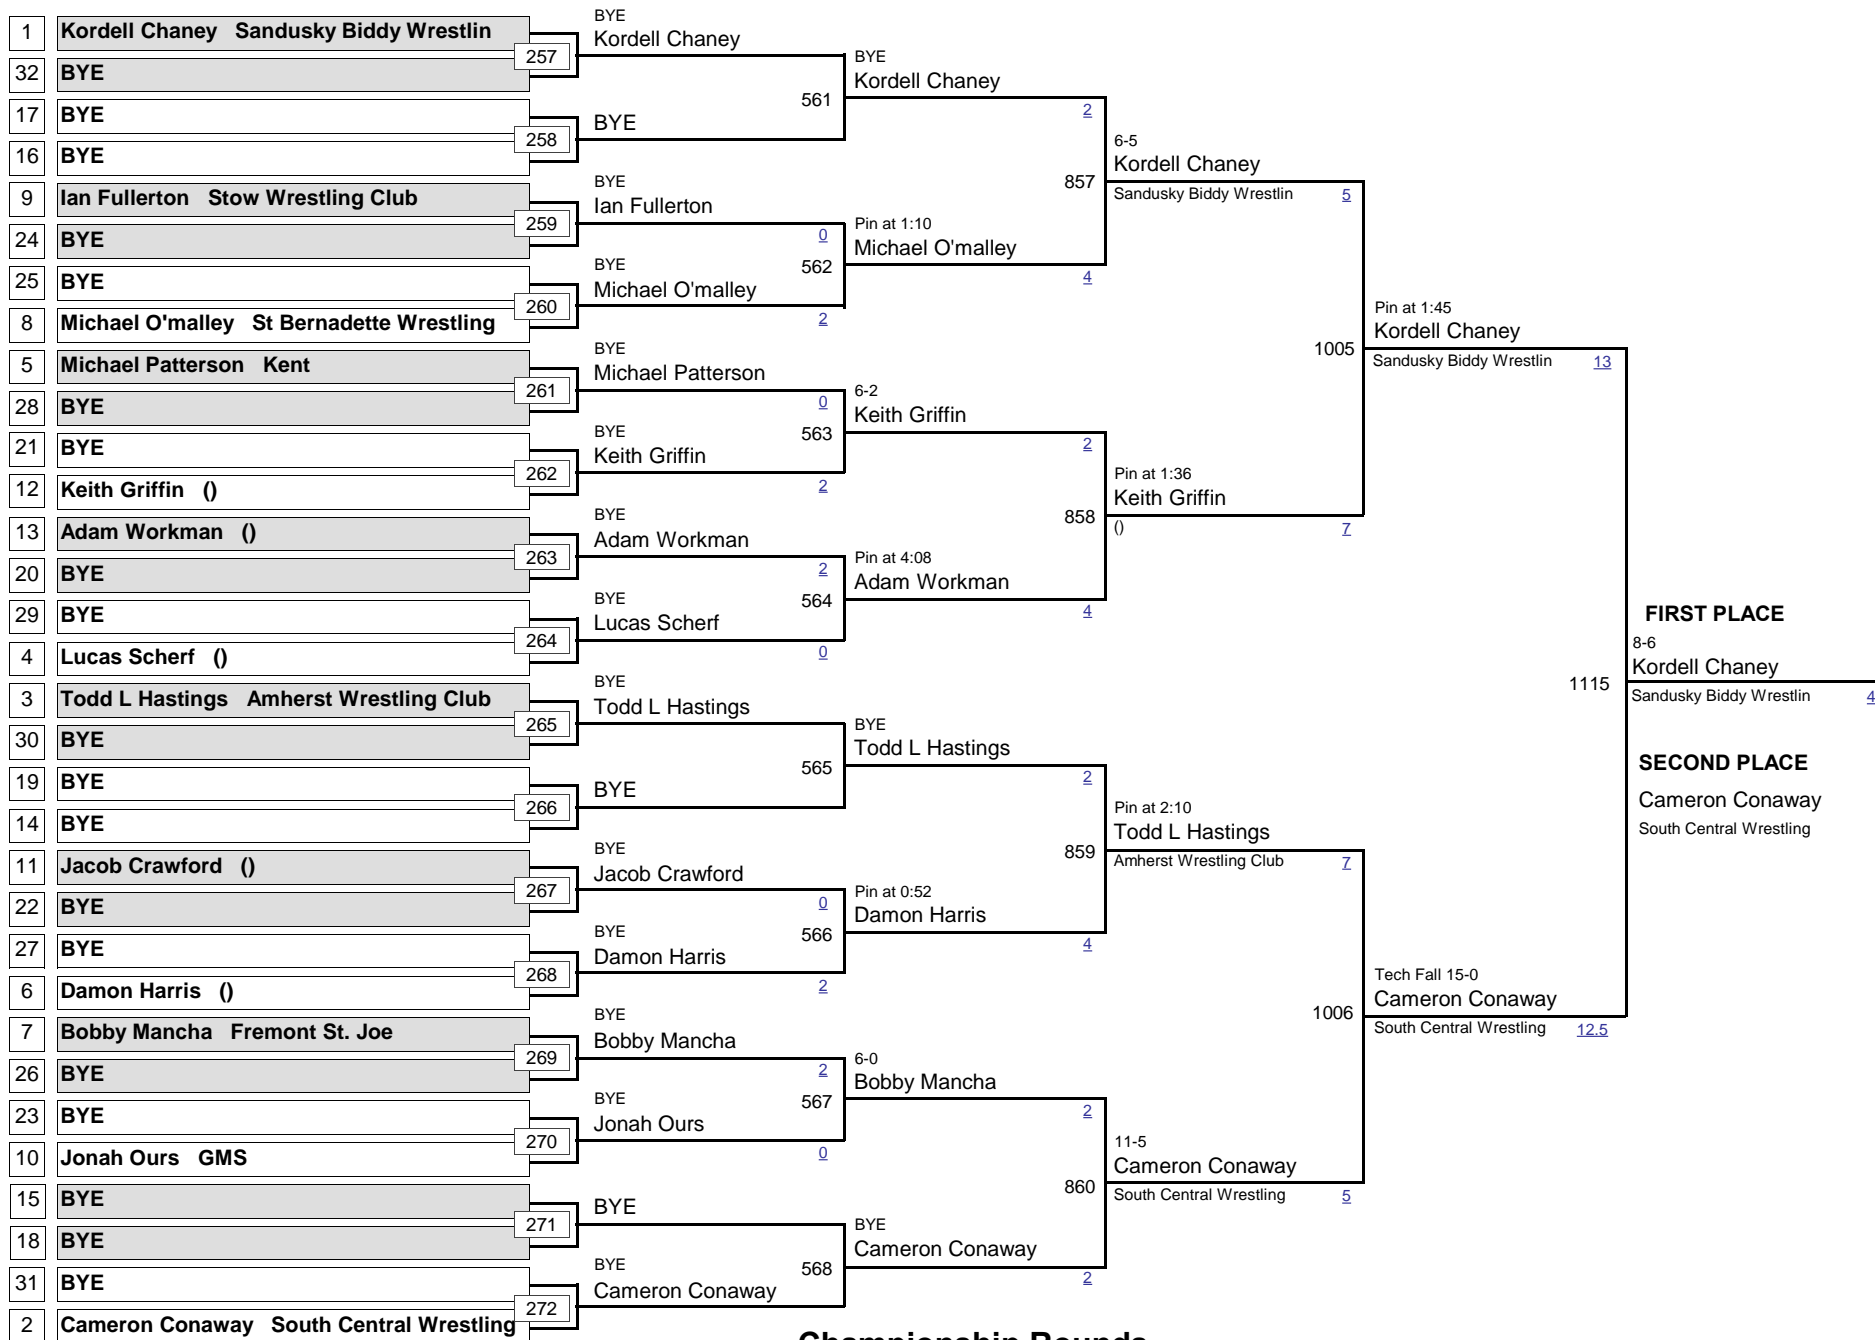 1 Kordell Chaney Sandusky Biddy Wrestlin
32 BYE
257
17 BYE
16 BYE
258
9 Ian Fullerton Stow Wrestling Club
24 BYE
259
25 BYE
8 Michael O'malley St Bernadette Wrestling
260
5 Michael Patterson Kent
28 BYE
261
21 BYE
12 Keith Griffin ()
262
13 Adam Workman ()
20 BYE
263
29 BYE
4 Lucas Scherf ()
264
3 Todd L Hastings Amherst Wrestling Club
30 BYE
265
19 BYE
14 BYE
266
11 Jacob Crawford ()
22 BYE
267
27 BYE
6 Damon Harris ()
268
7 Bobby Mancha Fremont St. Joe
26 BYE
269
23 BYE
10 Jonah Ours GMS
270
15 BYE
18 BYE
271
31 BYE
2 Cameron Conaway South Central Wrestling
272
BYE
Kordell Chaney
561
BYE
BYE
Ian Fullerton
0
562
BYE
Michael O'malley
2
BYE
Michael Patterson
0
563
BYE
Keith Griffin
2
BYE
Adam Workman
2
564
BYE
Lucas Scherf
0
BYE
Todd L Hastings
565
BYE
BYE
Jacob Crawford
0
566
BYE
Damon Harris
2
BYE
Bobby Mancha
2
567
BYE
Jonah Ours
0
BYE
568
BYE
Cameron Conaway
BYE
Kordell Chaney
2
857
Pin at 1:10
Michael O'malley
4
6-2
Keith Griffin
2
858
Pin at 4:08
Adam Workman
4
BYE
Todd L Hastings
2
859
Pin at 0:52
Damon Harris
4
6-0
Bobby Mancha
2
860
BYE
Cameron Conaway
2
6-5
Kordell Chaney
Sandusky Biddy Wrestlin 5
1005
Pin at 1:36
Keith Griffin
() 7
Pin at 2:10
Todd L Hastings
Amherst Wrestling Club 7
1006
11-5
Cameron Conaway
South Central Wrestling 5
Pin at 1:45
Kordell Chaney
Sandusky Biddy Wrestlin 13
1115
Tech Fall 15-0
Cameron Conaway
South Central Wrestling 12.5
FIRST PLACE
8-6
Kordell Chaney
Sandusky Biddy Wrestlin 4
SECOND PLACE
Cameron Conaway
South Central Wrestling
Championship Rounds